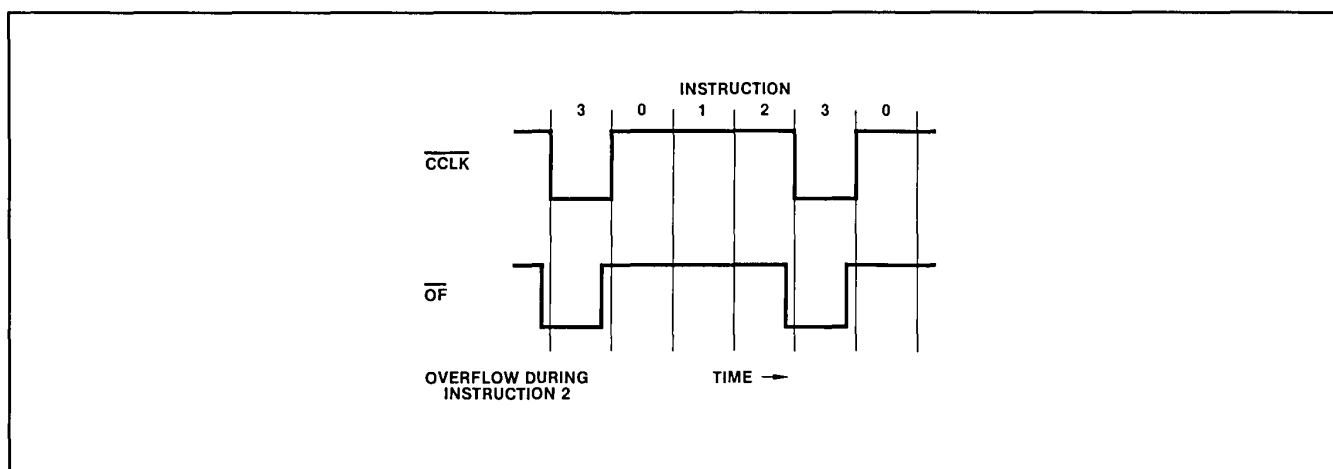 INSTRUCTION
3 0 1 2 3 0
CCLK
OF
OVERFLOW DURING
INSTRUCTION 2
TIME →